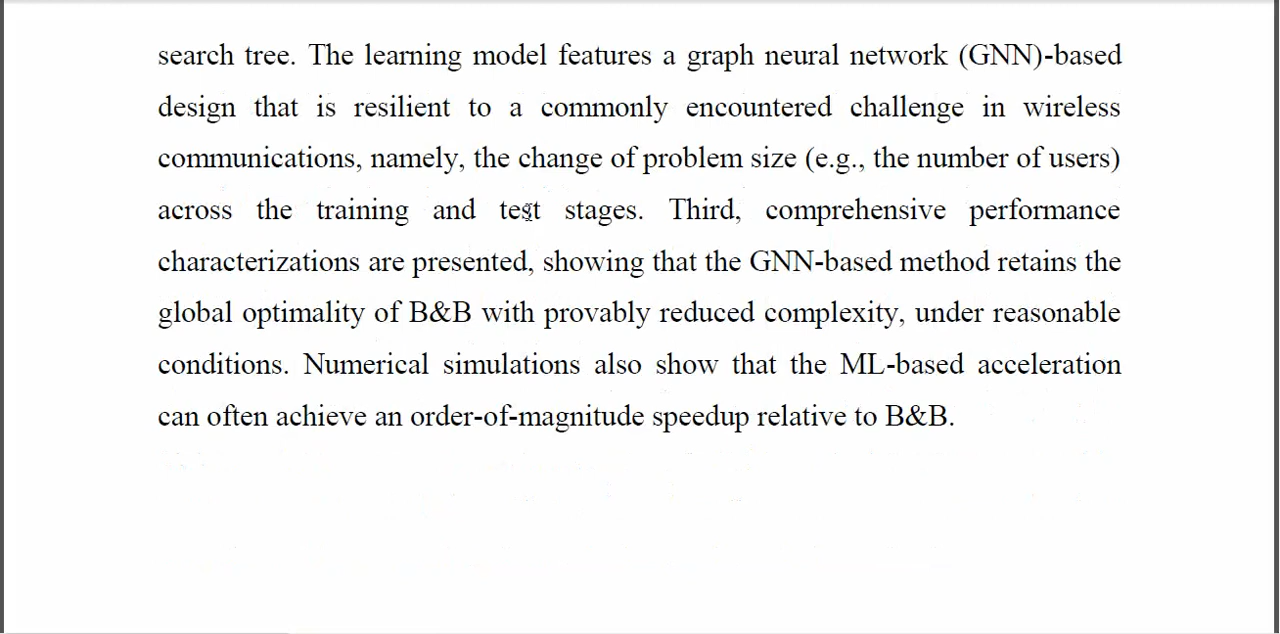 search tree. The learning model features a graph neural network (GNN)-based
design that is resilient to a commonly encountered challenge in wireless
communications, namely, the change of problem size (e.g., the number of users)
across the training and test stages. Third, comprehensive performance
characterizations are presented, showing that the GNN-based method retains the
global optimality of B&B with provably reduced complexity, under reasonable
conditions. Numerical simulations also show that the ML-based acceleration
can often achieve an order-of-magnitude speedup relative to B&B.